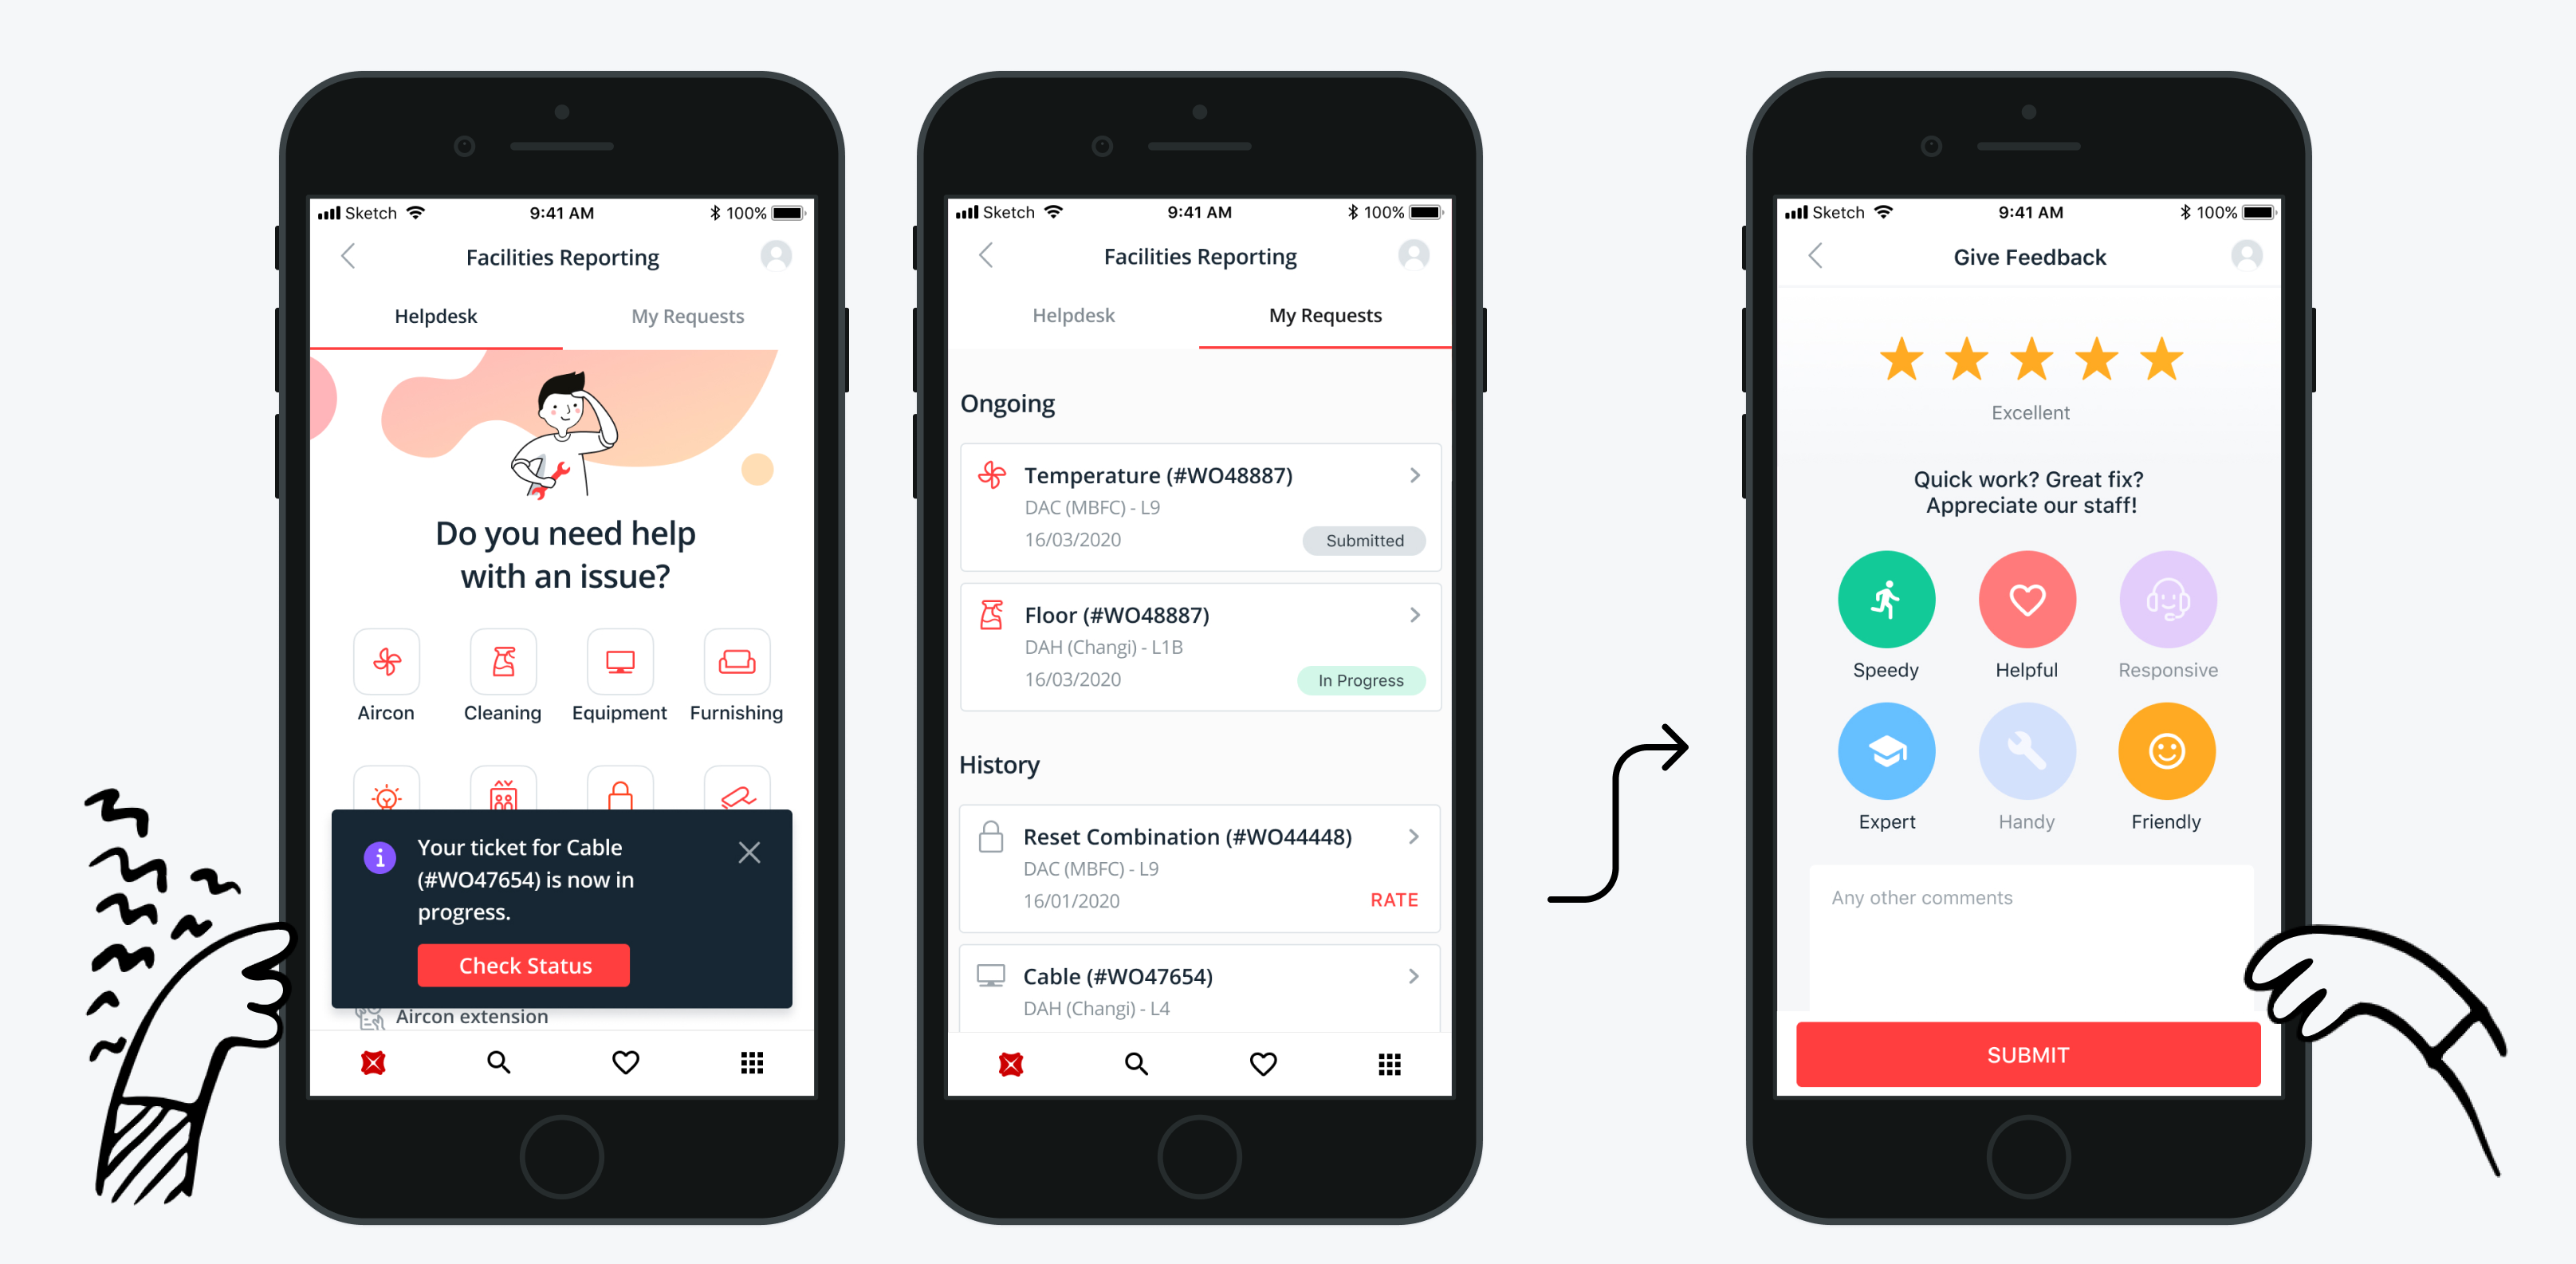 Sketch
9:41 AM
100%
Facilities Reporting
Helpdesk
My Requests
Do you need help
with an issue?
Aircon
Cleaning
Equipment
Furnishing
Your ticket for Cable
(#WO47654) is now in
progress.
Check Status
Aircon extension
Sketch
9:41 AM
100%
Facilities Reporting
Helpdesk
My Requests
Ongoing
Temperature (#WO48887)
DAC (MBFC) - L9
16/03/2020
Submitted
Floor (#WO48887)
DAH (Changi) - L1B
16/03/2020
In Progress
History
Reset Combination (#WO44448)
DAC (MBFC) - L9
16/01/2020
RATE
Cable (#WO47654)
DAH (Changi) - L4
Sketch
9:41 AM
100%
Give Feedback
Excellent
Quick work? Great fix?
Appreciate our staff!
Speedy
Helpful
Responsive
Expert
Handy
Friendly
Any other comments
SUBMIT